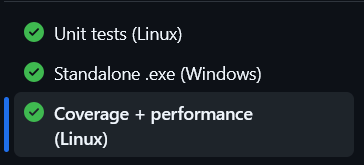 Unit tests (Linux)
Standalone .exe (Windows)
Coverage + performance
(Linux)